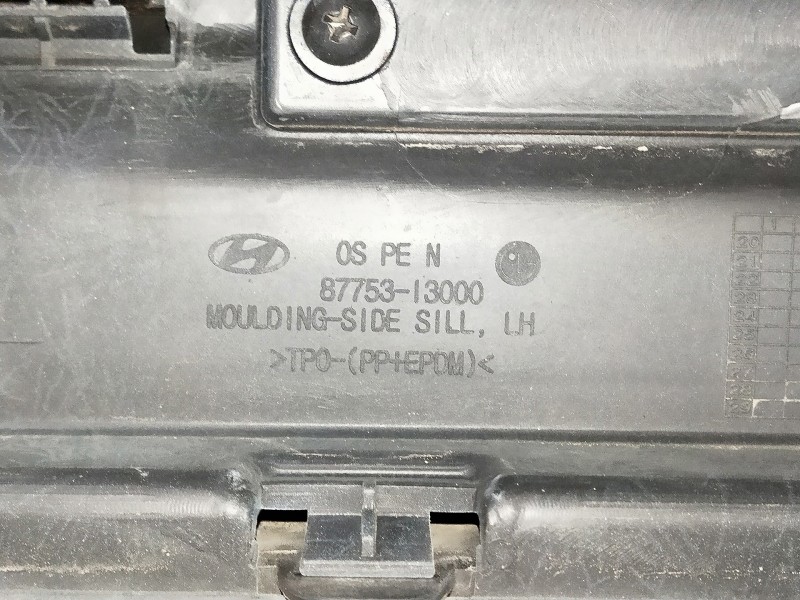 OS PE N
87753-I3000
MOULDING-SIDE SILL, LH
>TPO-(PP+EPDM)<